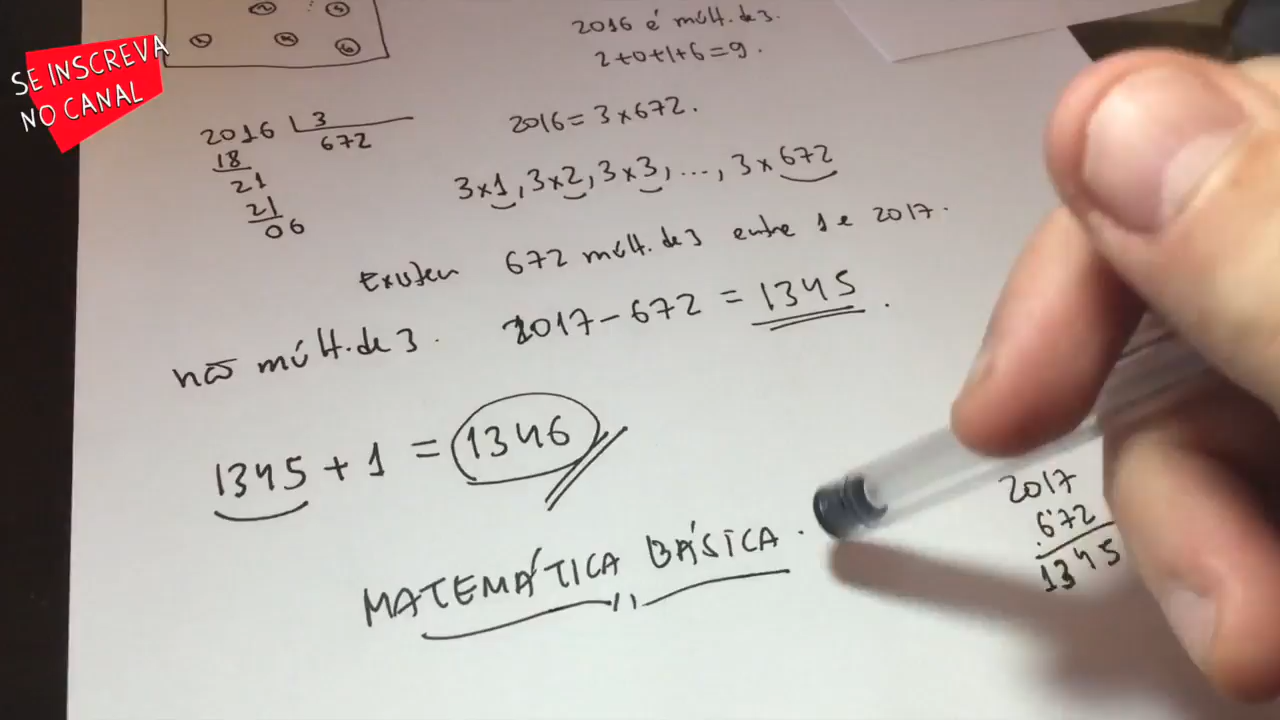 SE INSCREVA
NO CANAL
2016 é múlt. de 3.
2+0+1+6=9.
2016 3
18 672
21
21
06
2016 = 3 x 672.
3x1, 3x2, 3x3, ..., 3 x 672
Existem 672 múlt. de 3 entre 1 e 2017.
não múlt. de 3. 2017 - 672 = 1345.
1345 + 1 = 1346
MATEMÁTICA BÁSICA.
2017
672
1345